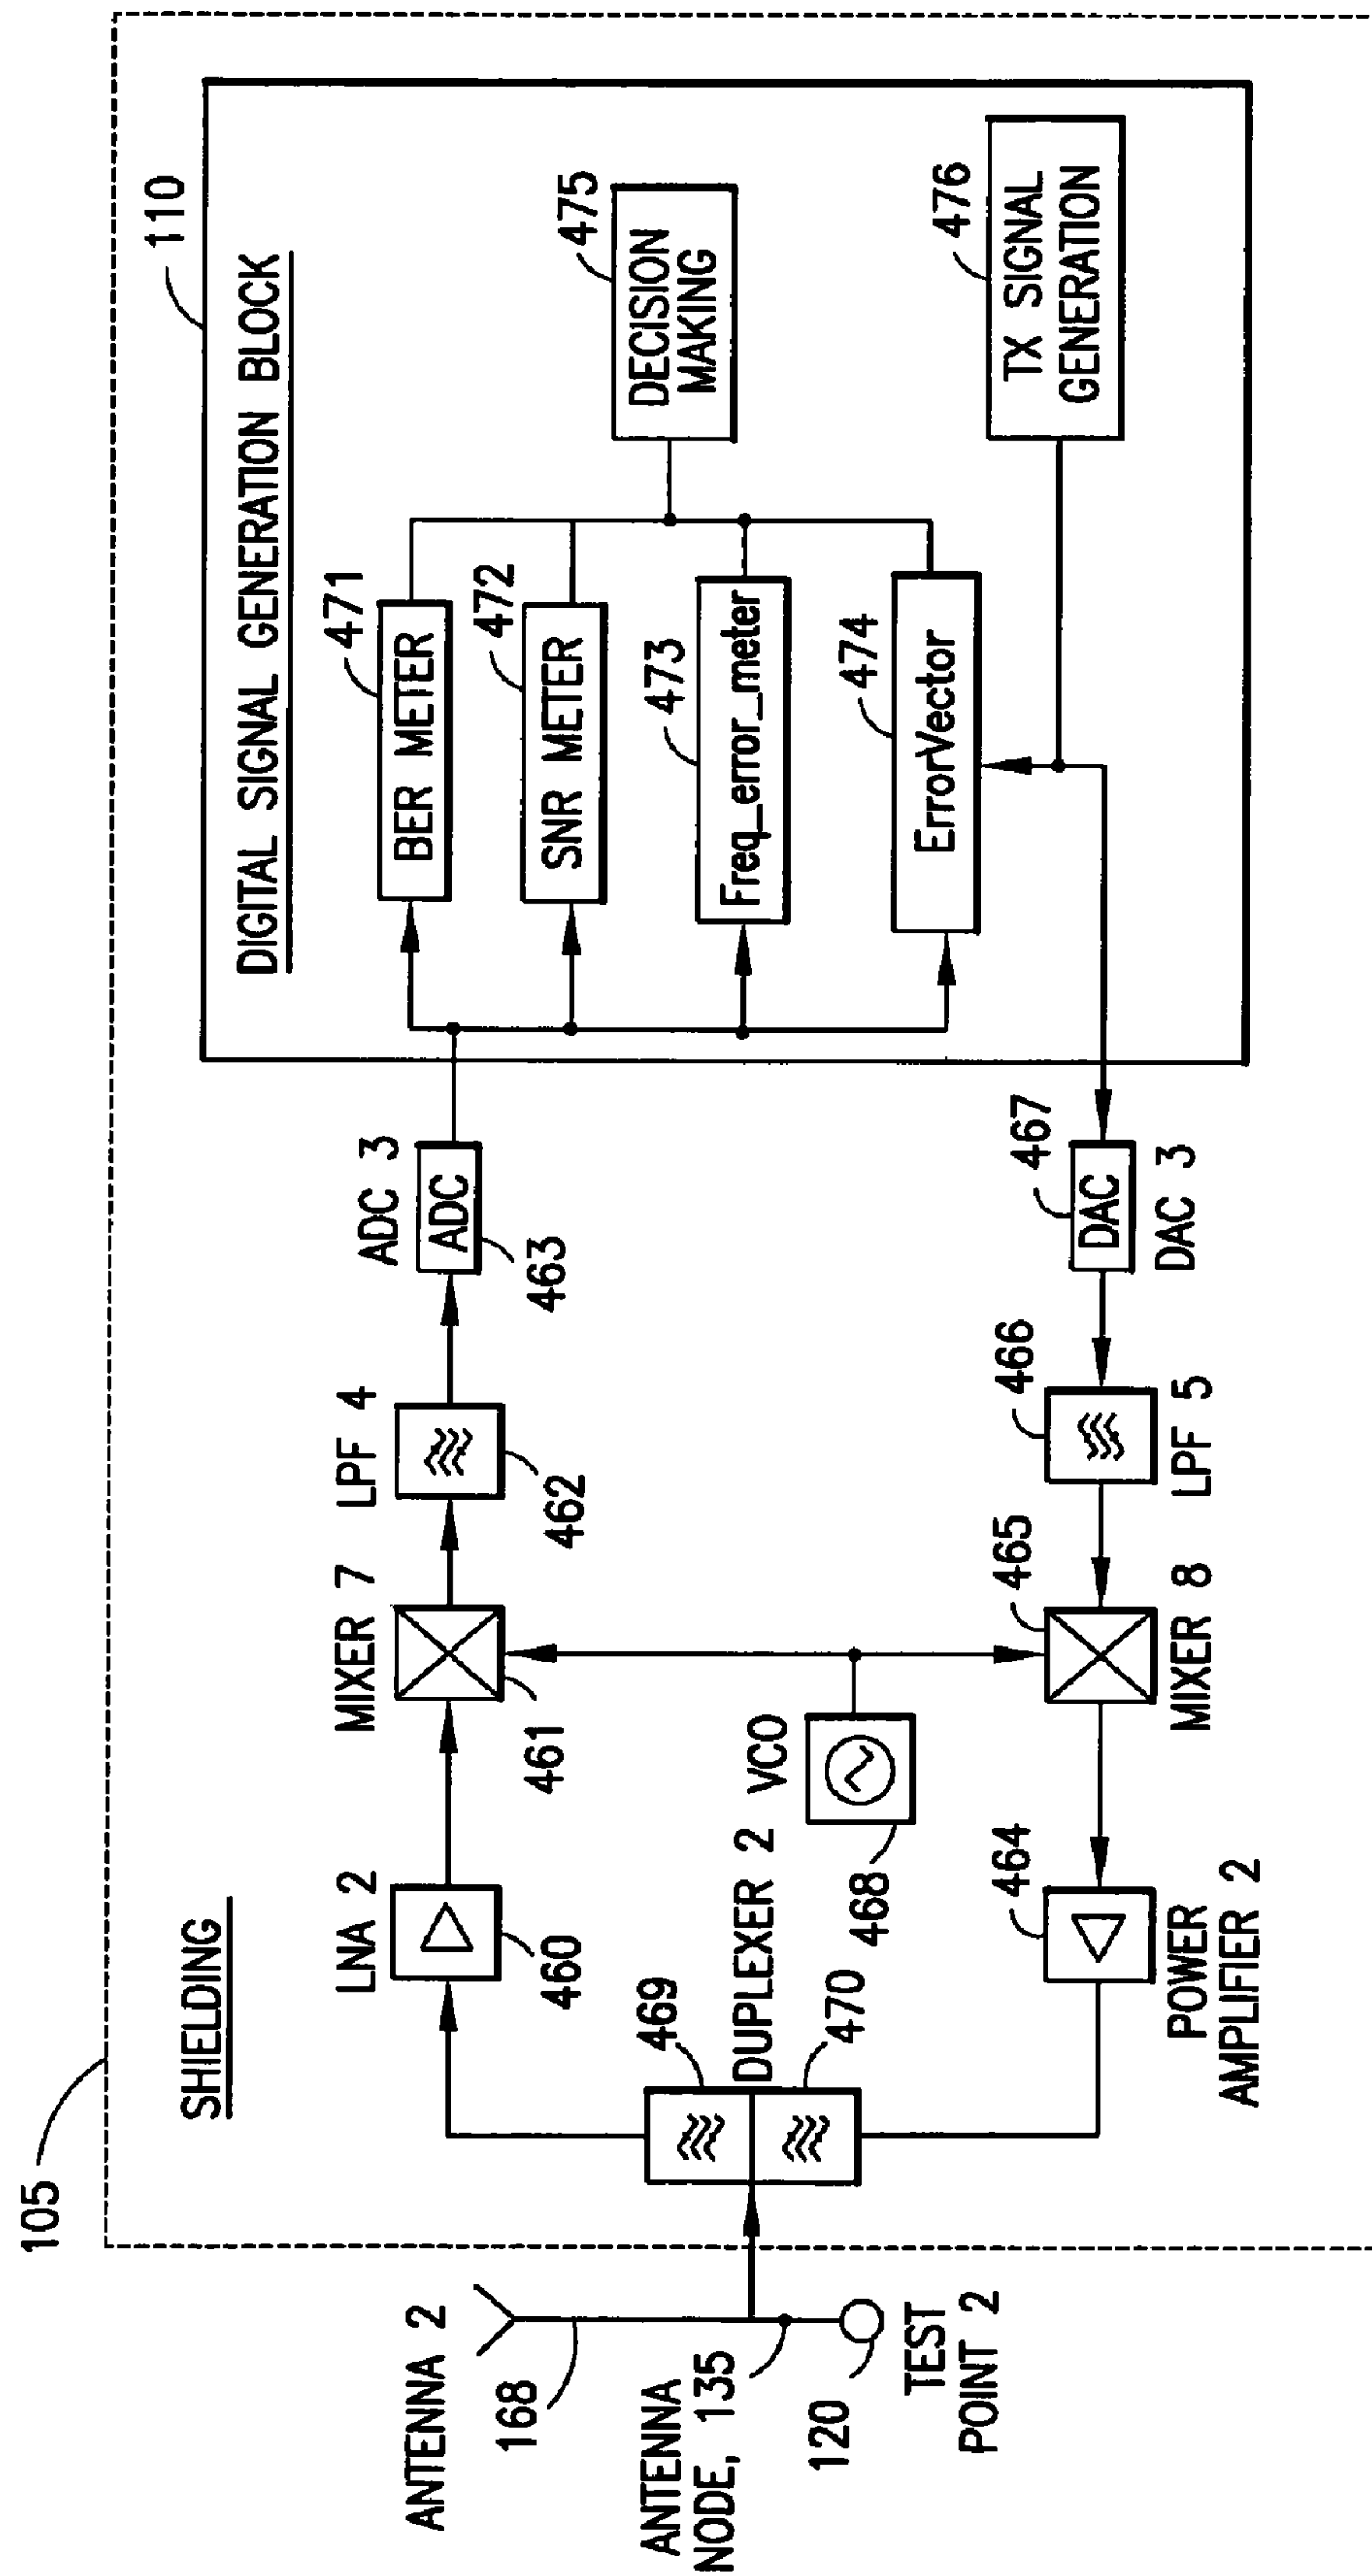 105
SHIELDING
110
DIGITAL SIGNAL GENERATION BLOCK
ANTENNA 2
168
ANTENNA
NODE, 135
120
TEST
POINT 2
LNA 2
460
MIXER 7
461
LPF 4
462
ADC 3
ADC
463
469
DUPLEXER 2
470
VCO
468
464
POWER
AMPLIFIER 2
465
MIXER 8
466
LPF 5
467
DAC
DAC 3
471
BER METER
472
SNR METER
473
Freq_error_meter
474
ErrorVector
475
DECISION
MAKING
476
TX SIGNAL
GENERATION